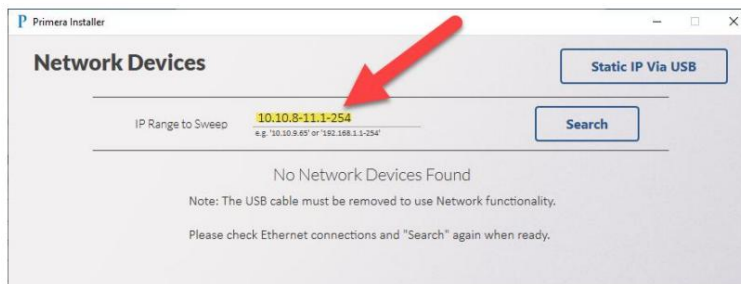 P Primera Installer
Network Devices
Static IP Via USB
IP Range to Sweep
10.10.8-11.1-254
e.g. '10.10.9.65' or '192.168.1.1-254'
Search
No Network Devices Found
Note: The USB cable must be removed to use Network functionality.
Please check Ethernet connections and "Search" again when ready.